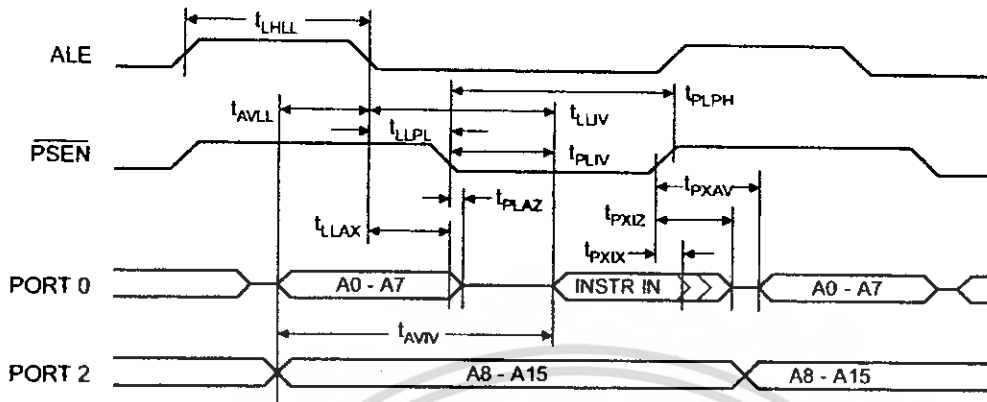 tLHLL
ALE
tPLPH
tAVLL
tLLIV
tLLPL
PSEN
tPLIV
tPXAV
tPLAZ
tPXIZ
tLLAX
tPXIX
PORT 0 A0 - A7 INSTR IN A0 - A7
tAVIV
PORT 2 A8 - A15 A8 - A15